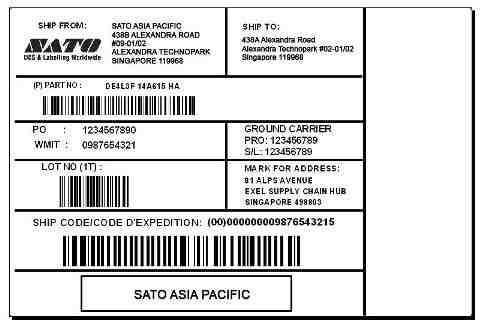 SHIP FROM:
SATO
DCS & Labelling Worldwide
SATO ASIA PACIFIC
438B ALEXANDRA ROAD
#09-01/02
ALEXANDRA TECHNOPARK
SINGAPORE 119968
SHIP TO:
438A Alexandra Road
Alexandra Technopark #02-01/02
Singapore 119968
(P) PART NO : DE4L3F 14A615 HA
PO : 1234567890
WMIT : 0987654321
GROUND CARRIER
PRO: 123456789
S/L: 123456789
LOT NO (1T) :
MARK FOR ADDRESS:
81 ALPS AVENUE
EXEL SUPPLY CHAIN HUB
SINGAPORE 498803
SHIP CODE/CODE D'EXPEDITION: (00)000000009876543215
SATO ASIA PACIFIC